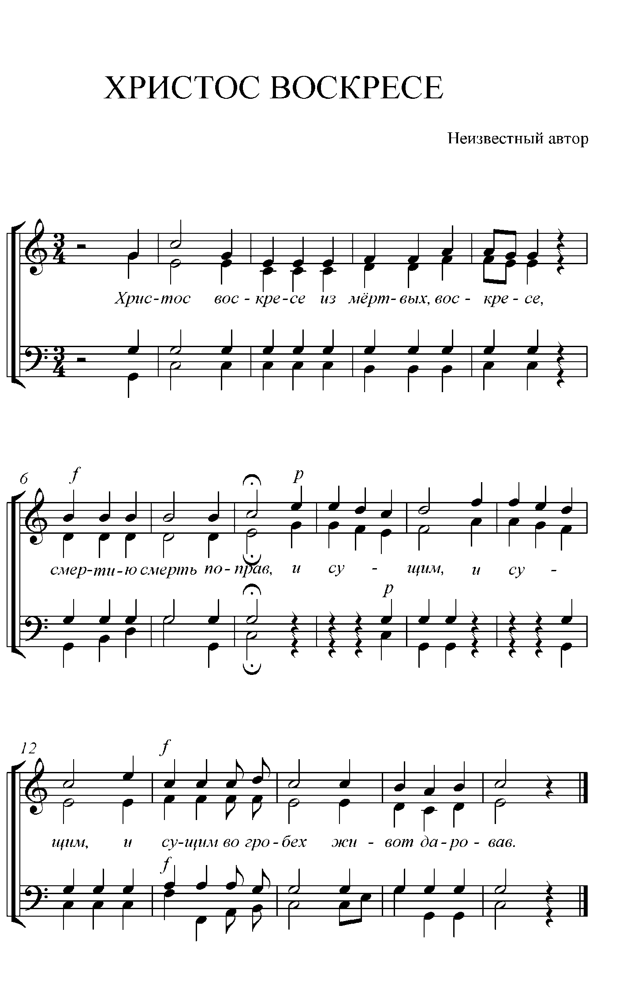 ХРИСТОС ВОСКРЕСЕ
Неизвестный автор
3 4
Хрис-тос вос - кре-се из мёрт-вых, вос - кре - се,
3 4
6 f p
смер-ти-ю смерть по-прав, и су - щим, и су -
p
12 f
щим, и су-щим во гро-бех жи - вот да-ро - вав.
f